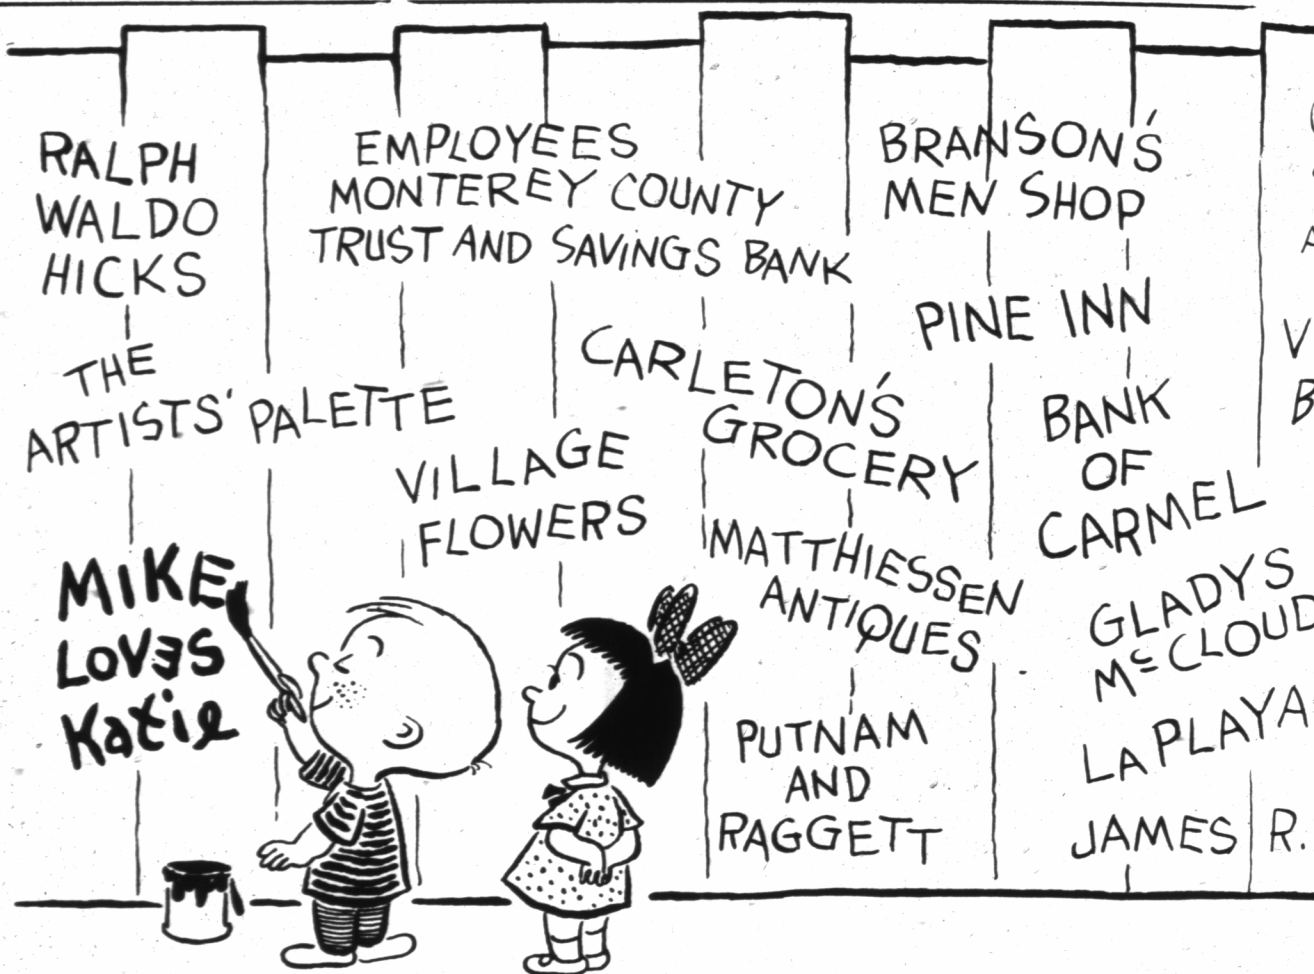 RALPH
WALDO
HICKS
EMPLOYEES
MONTEREY COUNTY
TRUST AND SAVINGS BANK
BRANSON'S
MEN SHOP
PINE INN
THE
ARTISTS' PALETTE
CARLETON'S
GROCERY
BANK
OF
CARMEL
VILLAGE
FLOWERS
MATTHIESSEN
ANTIQUES
GLADYS
McCLOUD
MIKE
LOVƎS
Katie
PUTNAM
AND
RAGGETT
LA PLAYA
JAMES R.